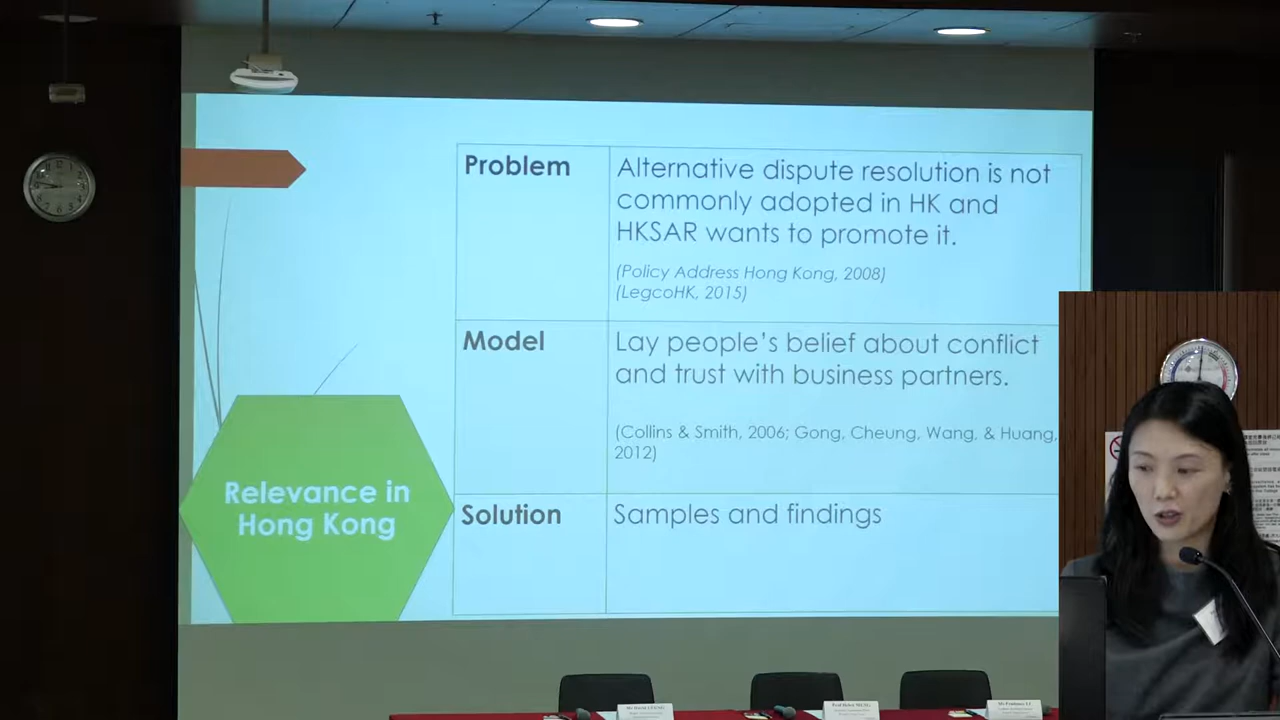 Problem
Alternative dispute resolution is not
commonly adopted in HK and
HKSAR wants to promote it.
(Policy Address Hong Kong, 2008)
(LegcoHK, 2015)
Model
Lay people's belief about conflict
and trust with business partners.
(Collins & Smith, 2006; Gong, Cheung, Wang, & Huang,
2012)
Solution
Samples and findings
Relevance in
Hong Kong